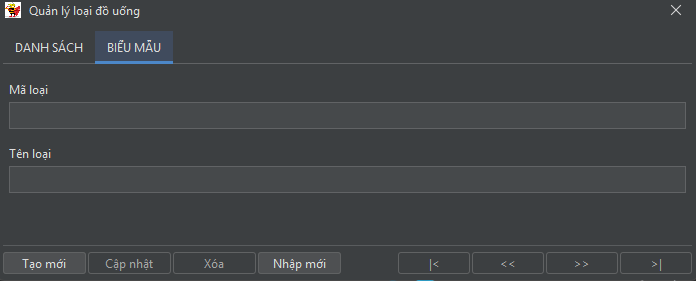 Quản lý loại đồ uống
DANH SÁCH BIỂU MẪU
Mã loại
Tên loại
Tạo mới Cập nhật Xóa Nhập mới |< << >> >|